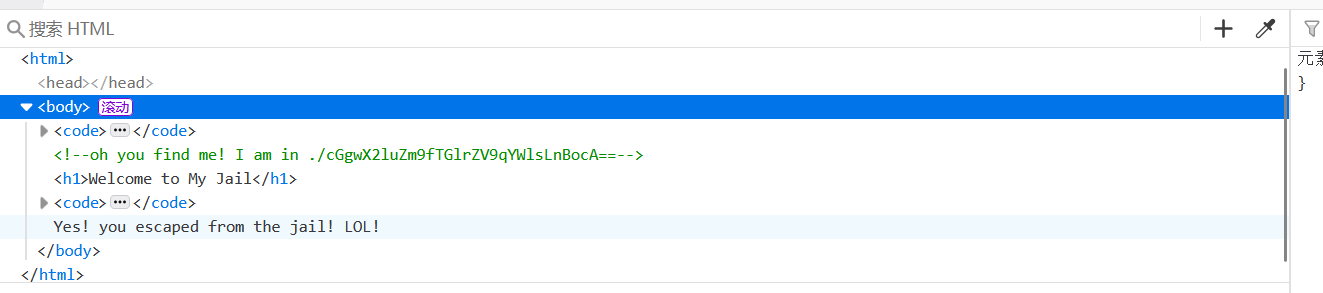 搜索 HTML
<html>
<head></head>
<body> 滚动
<code>⋯</code>
<!--oh you find me! I am in ./cGgwX2luZm9fTGlrZV9qYWlsLnBocA==-->
<h1>Welcome to My Jail</h1>
<code>⋯</code>
Yes! you escaped from the jail! LOL!
</body>
</html>
元素
}